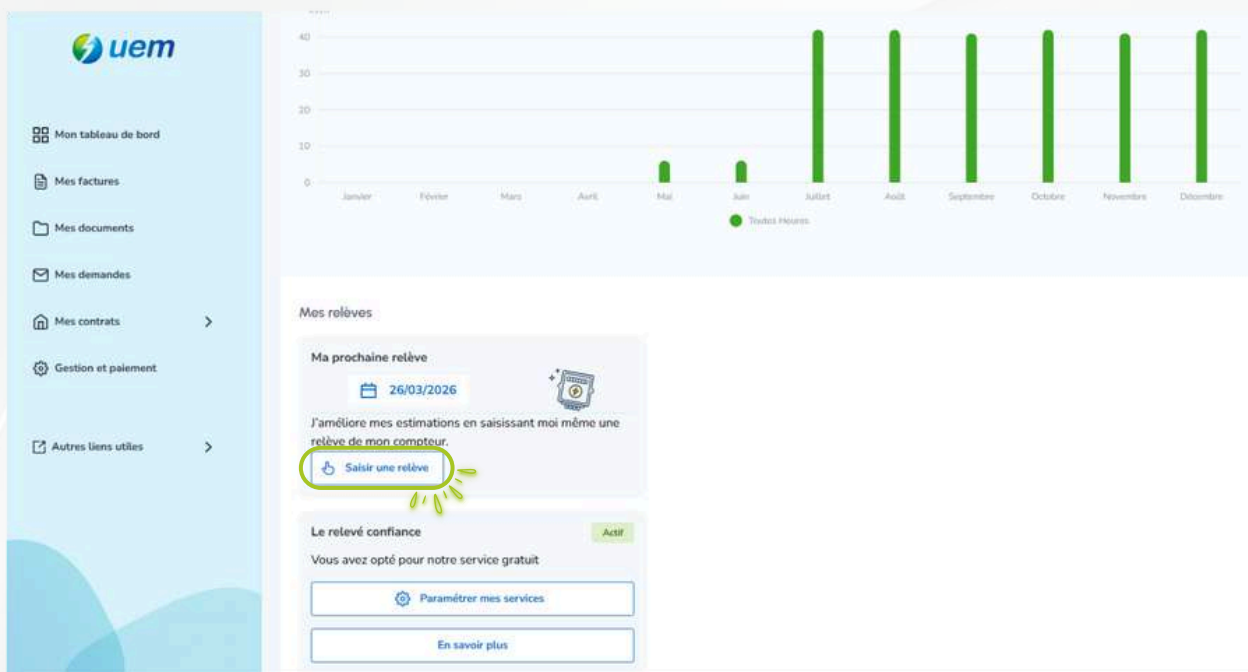 uem
Mon tableau de bord
Mes factures
Mes documents
Mes demandes
Mes contrats
Gestion et paiement
Autres liens utiles
40
30
20
10
0
Janvier Février Mars Avril Mai Juin Juillet Août Septembre Octobre Novembre Décembre
Toutes Heures
Mes relèves
Ma prochaine relève
26/03/2026
J'améliore mes estimations en saisissant moi même une
relève de mon compteur.
Saisir une relève
Le relevé confiance
Actif
Vous avez opté pour notre service gratuit
Paramétrer mes services
En savoir plus